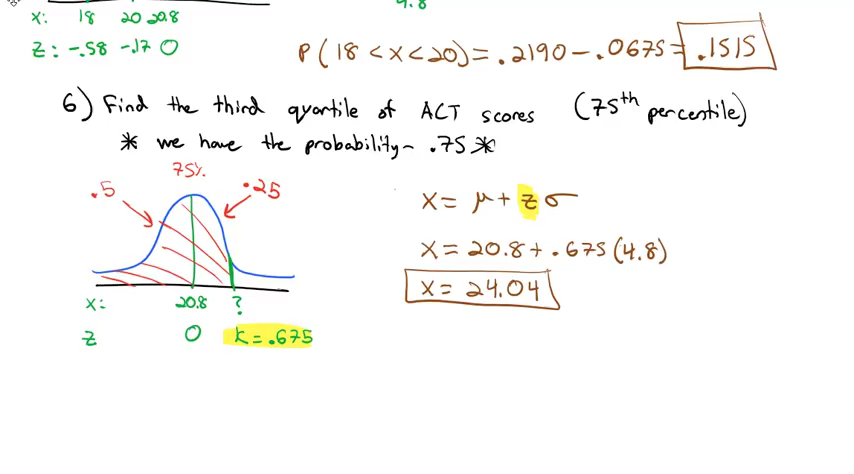 4.8
X: 18 20 20.8
Z: -.58 -.17 0
P(18 < X < 20) = .2190 - .0675 = .1515
6) Find the third quartile of ACT scores (75th percentile)
* we have the probability - .75 *
75%
.5
.25
X = μ + z σ
X = 20.8 + .675 (4.8)
X = 24.04
X: 20.8 ?
Z 0 k = .675